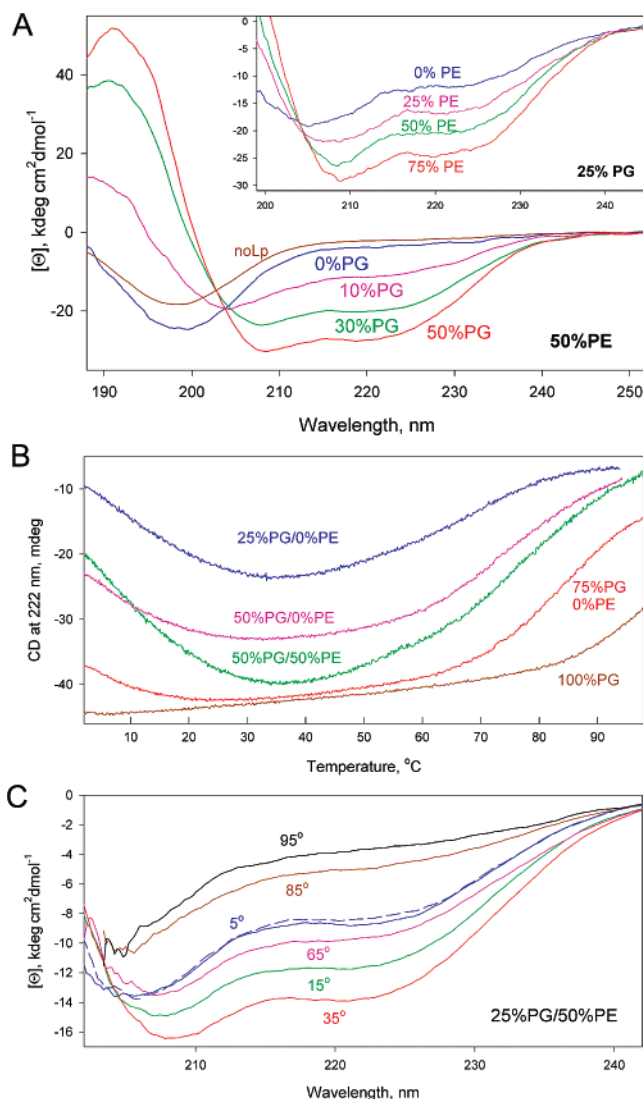 A
0% PE
25% PE
50% PE
75% PE
25% PG
0
-5
-10
-15
-20
-25
-30
200 210 220 230 240
40
20
0
-20
[Θ], kdeg cm²dmol⁻¹
noLp
0%PG
10%PG
30%PG
50%PG
50%PE
190 200 210 220 230 240 250
Wavelength, nm
B
-10
-20
-30
-40
CD at 222 nm, mdeg
25%PG/0%PE
50%PG/0%PE
50%PG/50%PE
75%PG
0%PE
100%PG
10 20 30 40 50 60 70 80 90
Temperature, °C
C
0
-2
-4
-6
-8
-10
-12
-14
-16
[Θ], kdeg cm²dmol⁻¹
95°
85°
5°
65°
15°
35°
25%PG/50%PE
210 220 230 240
Wavelength, nm